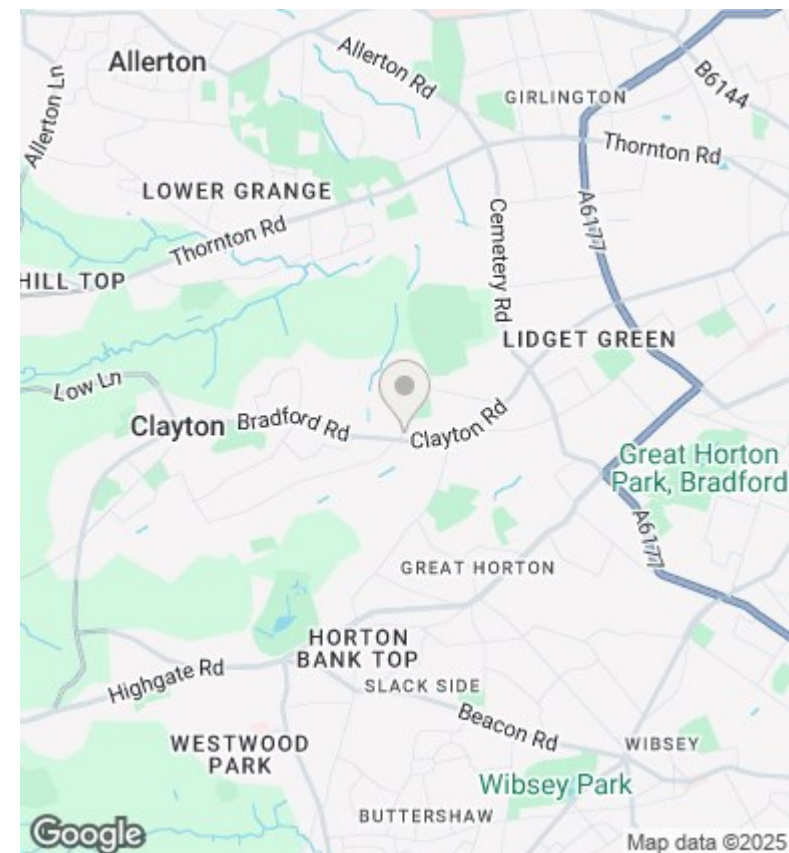 Allerton
Allerton Rd
B6144
GIRLINGTON
Allerton Ln
Thornton Rd
LOWER GRANGE
A6177
Cemetery Rd
Thornton Rd
HILL TOP
LIDGET GREEN
Low Ln
Clayton
Bradford Rd
Clayton Rd
Great Horton
Park, Bradford
A6177
GREAT HORTON
HORTON
BANK TOP
Highgate Rd
SLACK SIDE
Beacon Rd
WESTWOOD
PARK
WIBSEY
Wibsey Park
BUTTERSHAW
Google
Map data ©2025